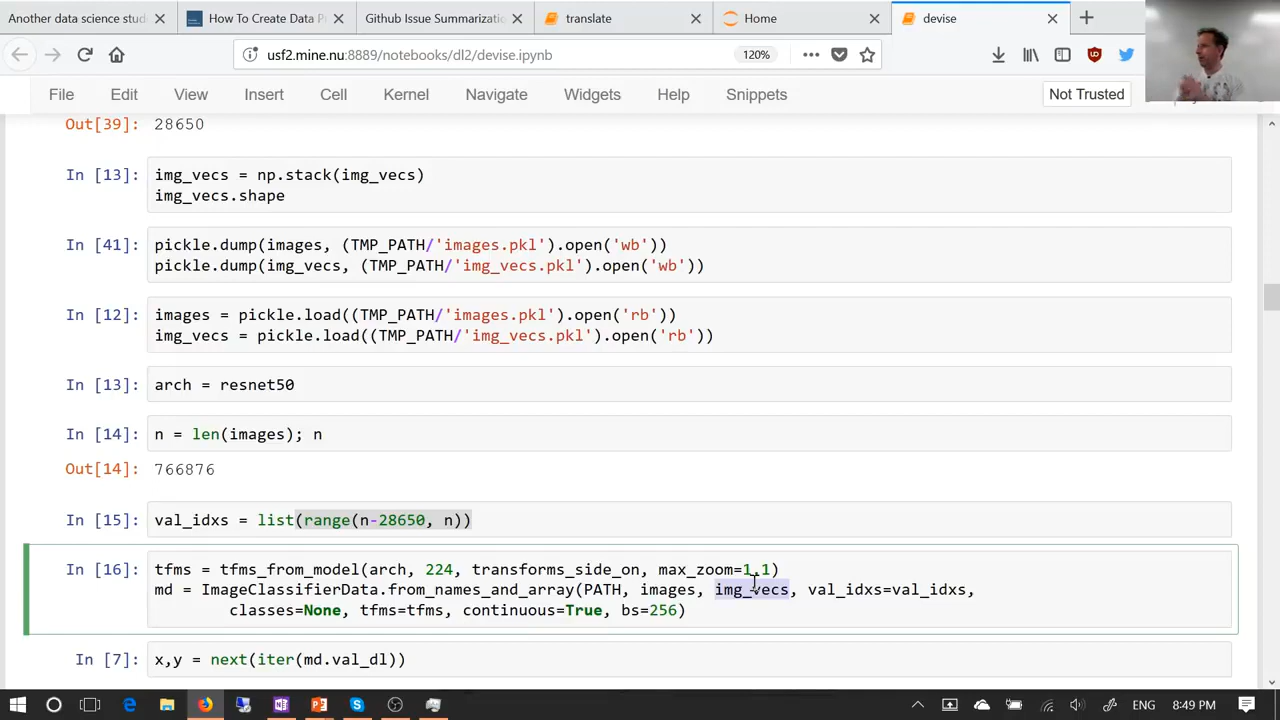 Another data science stud
How To Create Data P
Github Issue Summarizatio
translate
Home
devise
usf2.mine.nu:8889/notebooks/dl2/devise.ipynb
120%
File Edit View Insert Cell Kernel Navigate Widgets Help Snippets
Not Trusted
Out[39] 28650
In [13]: img_vecs = np.stack(img_vecs)
img_vecs.shape
In [41]: pickle.dump(images, (TMP_PATH/'images.pkl').open('wb'))
pickle.dump(img_vecs, (TMP_PATH/'img_vecs.pkl').open('wb'))
In [12]: images = pickle.load((TMP_PATH/'images.pkl').open('rb'))
img_vecs = pickle.load((TMP_PATH/'img_vecs.pkl').open('rb'))
In [13]: arch = resnet50
In [14]: n = len(images); n
Out[14] 766876
In [15]: val_idxs = list(range(n-28650, n))
In [16]: tfms = tfms_from_model(arch, 224, transforms_side_on, max_zoom=1.1)
md = ImageClassifierData.from_names_and_array(PATH, images, img_vecs, val_idxs=val_idxs,
classes=None, tfms=tfms, continuous=True, bs=256)
In [7]: x,y = next(iter(md.val_dl))
ENG 8:49 PM